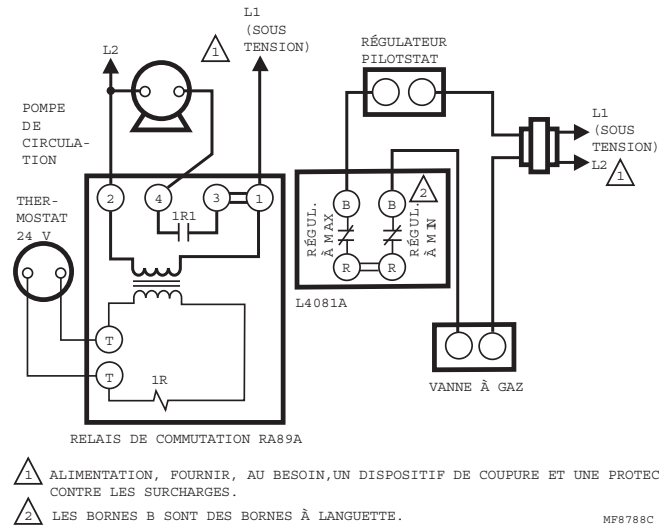 L1
(SOUS
TENSION)
L2
1
POMPE
DE
CIRCULA-
TION
RÉGULATEUR
PILOTSTAT
L1
(SOUS
TENSION)
L2
1
THER-
MOSTAT
24 V
2
4
3
1
1R1
T
T
1R
RELAIS DE COMMUTATION RA89A
B
B
2
RÉGUL.
À MAX
RÉGUL.
À MIN
R
R
L4081A
VANNE À GAZ
1 ALIMENTATION, FOURNIR, AU BESOIN,UN DISPOSITIF DE COUPURE ET UNE PROTEC
CONTRE LES SURCHARGES.
2 LES BORNES B SONT DES BORNES À LANGUETTE.
MF8788C